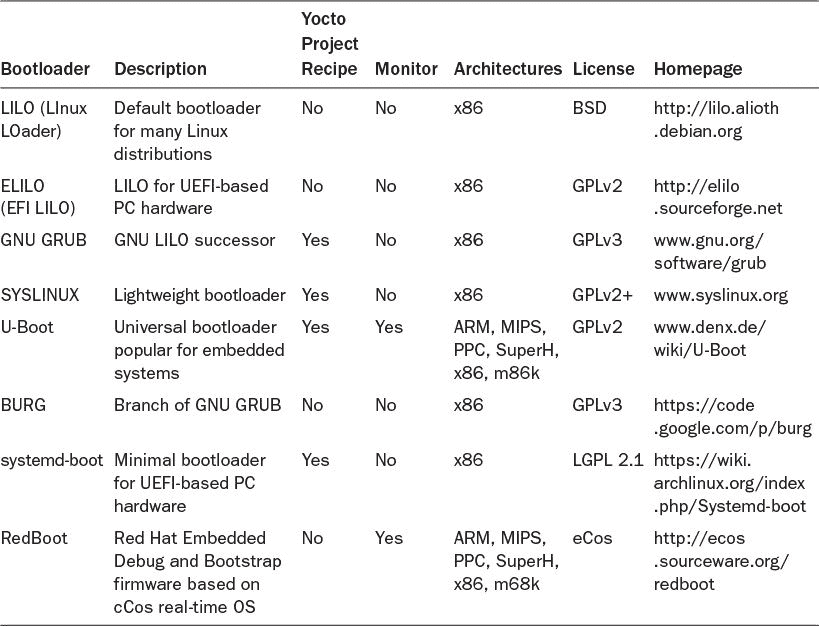 Yocto
Project
Bootloader Description Recipe Monitor Architectures License Homepage
LILO (LInux Default bootloader No No x86 BSD http://lilo.alioth
LOader) for many Linux .debian.org
distributions
ELILO LILO for UEFI-based No No x86 GPLv2 http://elilo
(EFI LILO) PC hardware .sourceforge.net
GNU GRUB GNU LILO successor Yes No x86 GPLv3 www.gnu.org/
software/grub
SYSLINUX Lightweight bootloader Yes No x86 GPLv2+ www.syslinux.org
U-Boot Universal bootloader Yes Yes ARM, MIPS, GPLv2 www.denx.de/
popular for embedded PPC, SuperH, wiki/U-Boot
systems x86, m86k
BURG Branch of GNU GRUB No No x86 GPLv3 https://code
.google.com/p/burg
systemd-boot Minimal bootloader Yes No x86 LGPL 2.1 https://wiki.
for UEFI-based PC archlinux.org/index
hardware .php/Systemd-boot
RedBoot Red Hat Embedded No Yes ARM, MIPS, eCos http://ecos
Debug and Bootstrap PPC, SuperH, .sourceware.org/
firmware based on x86, m68k redboot
cCos real-time OS